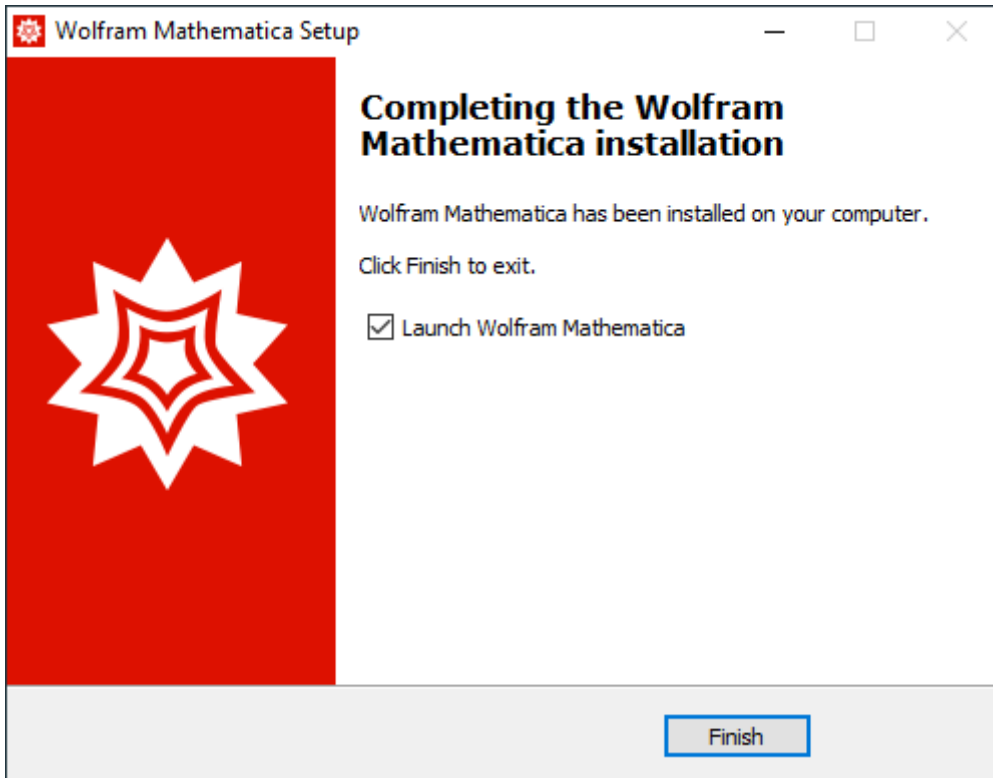 Wolfram Mathematica Setup
Completing the Wolfram
Mathematica installation
Wolfram Mathematica has been installed on your computer.
Click Finish to exit.
Launch Wolfram Mathematica
Finish